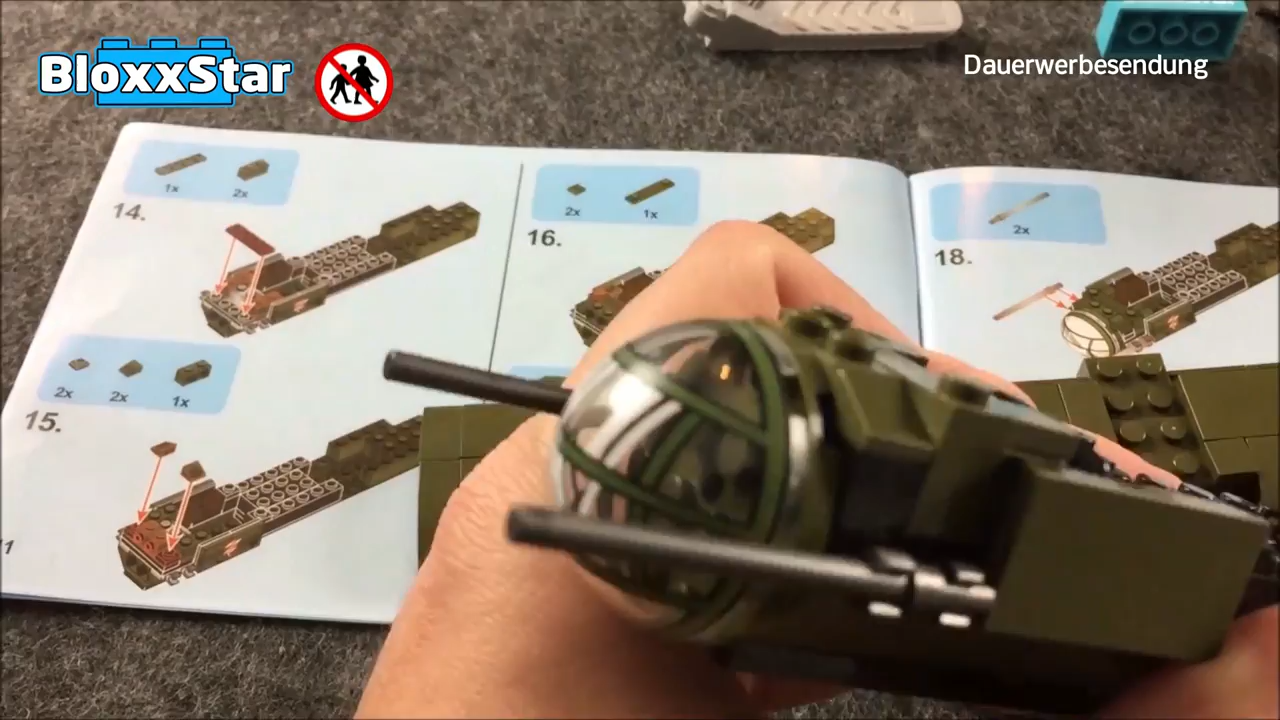 BloxxStar
Dauerwerbesendung
1x
2x
14.
2x
1x
16.
2x
18.
2x
2x
1x
15.